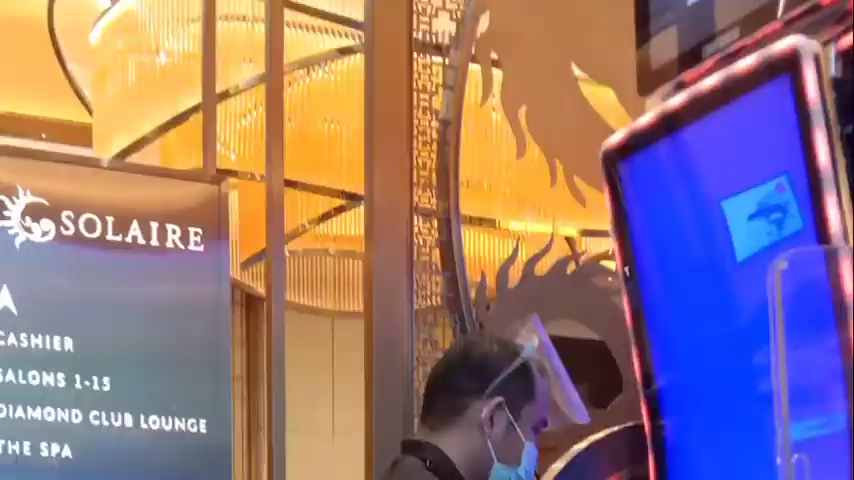 SOLAIRE
CASHIER
SALONS 1-15
DIAMOND CLUB LOUNGE
THE SPA